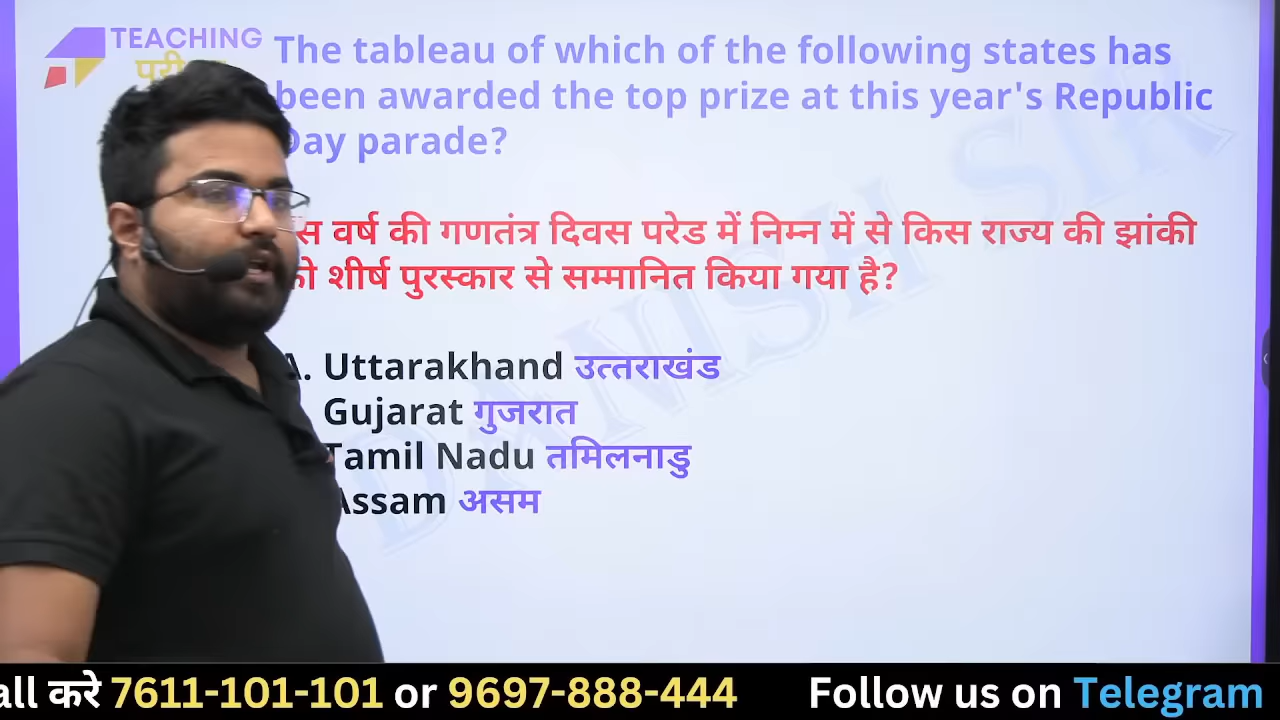 TEACHING
The tableau of which of the following states has
been awarded the top prize at this year's Republic
Day parade?
वर्ष की गणतंत्र दिवस परेड में निम्न में से किस राज्य की झांकी
शीर्ष पुरस्कार से सम्मानित किया गया है?
A. Uttarakhand उत्तराखंड
Gujarat गुजरात
Tamil Nadu तमिलनाडु
Assam असम
DANISH SIR
करे 7611-101-101 or 9697-888-444 Follow us on Telegram